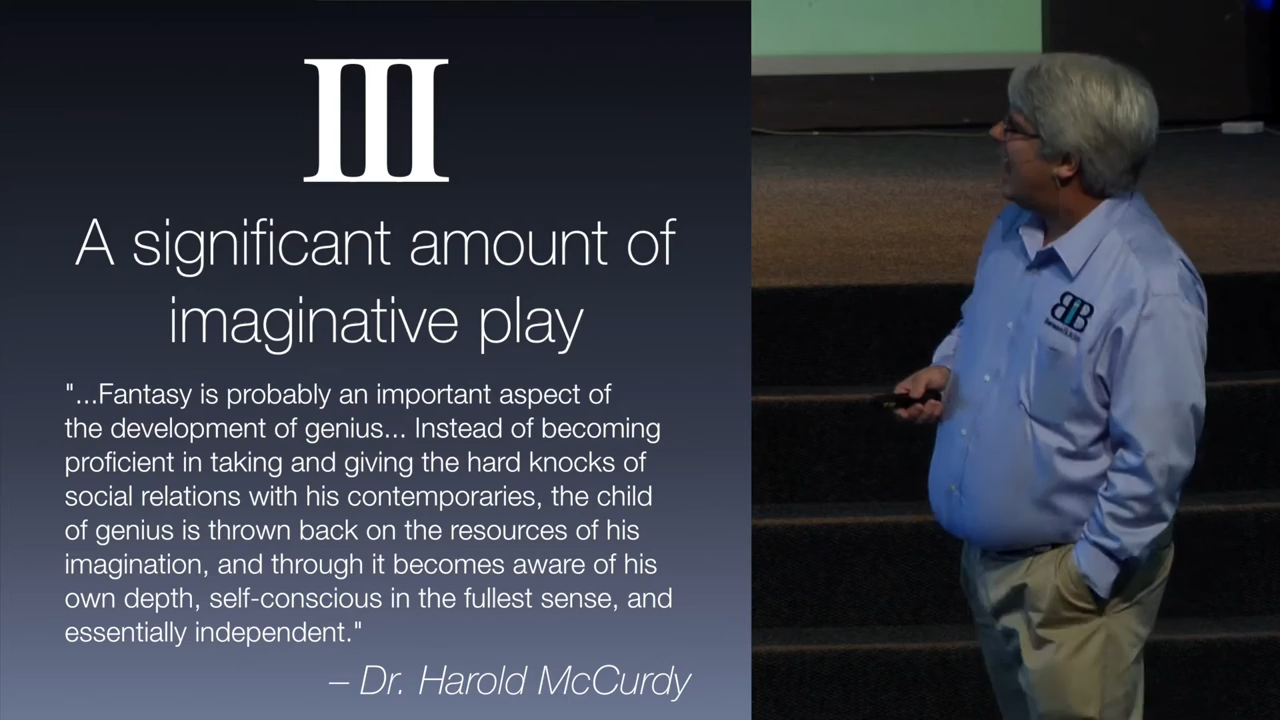 III
A significant amount of
imaginative play
"...Fantasy is probably an important aspect of
the development of genius... Instead of becoming
proficient in taking and giving the hard knocks of
social relations with his contemporaries, the child
of genius is thrown back on the resources of his
imagination, and through it becomes aware of his
own depth, self-conscious in the fullest sense, and
essentially independent."
– Dr. Harold McCurdy